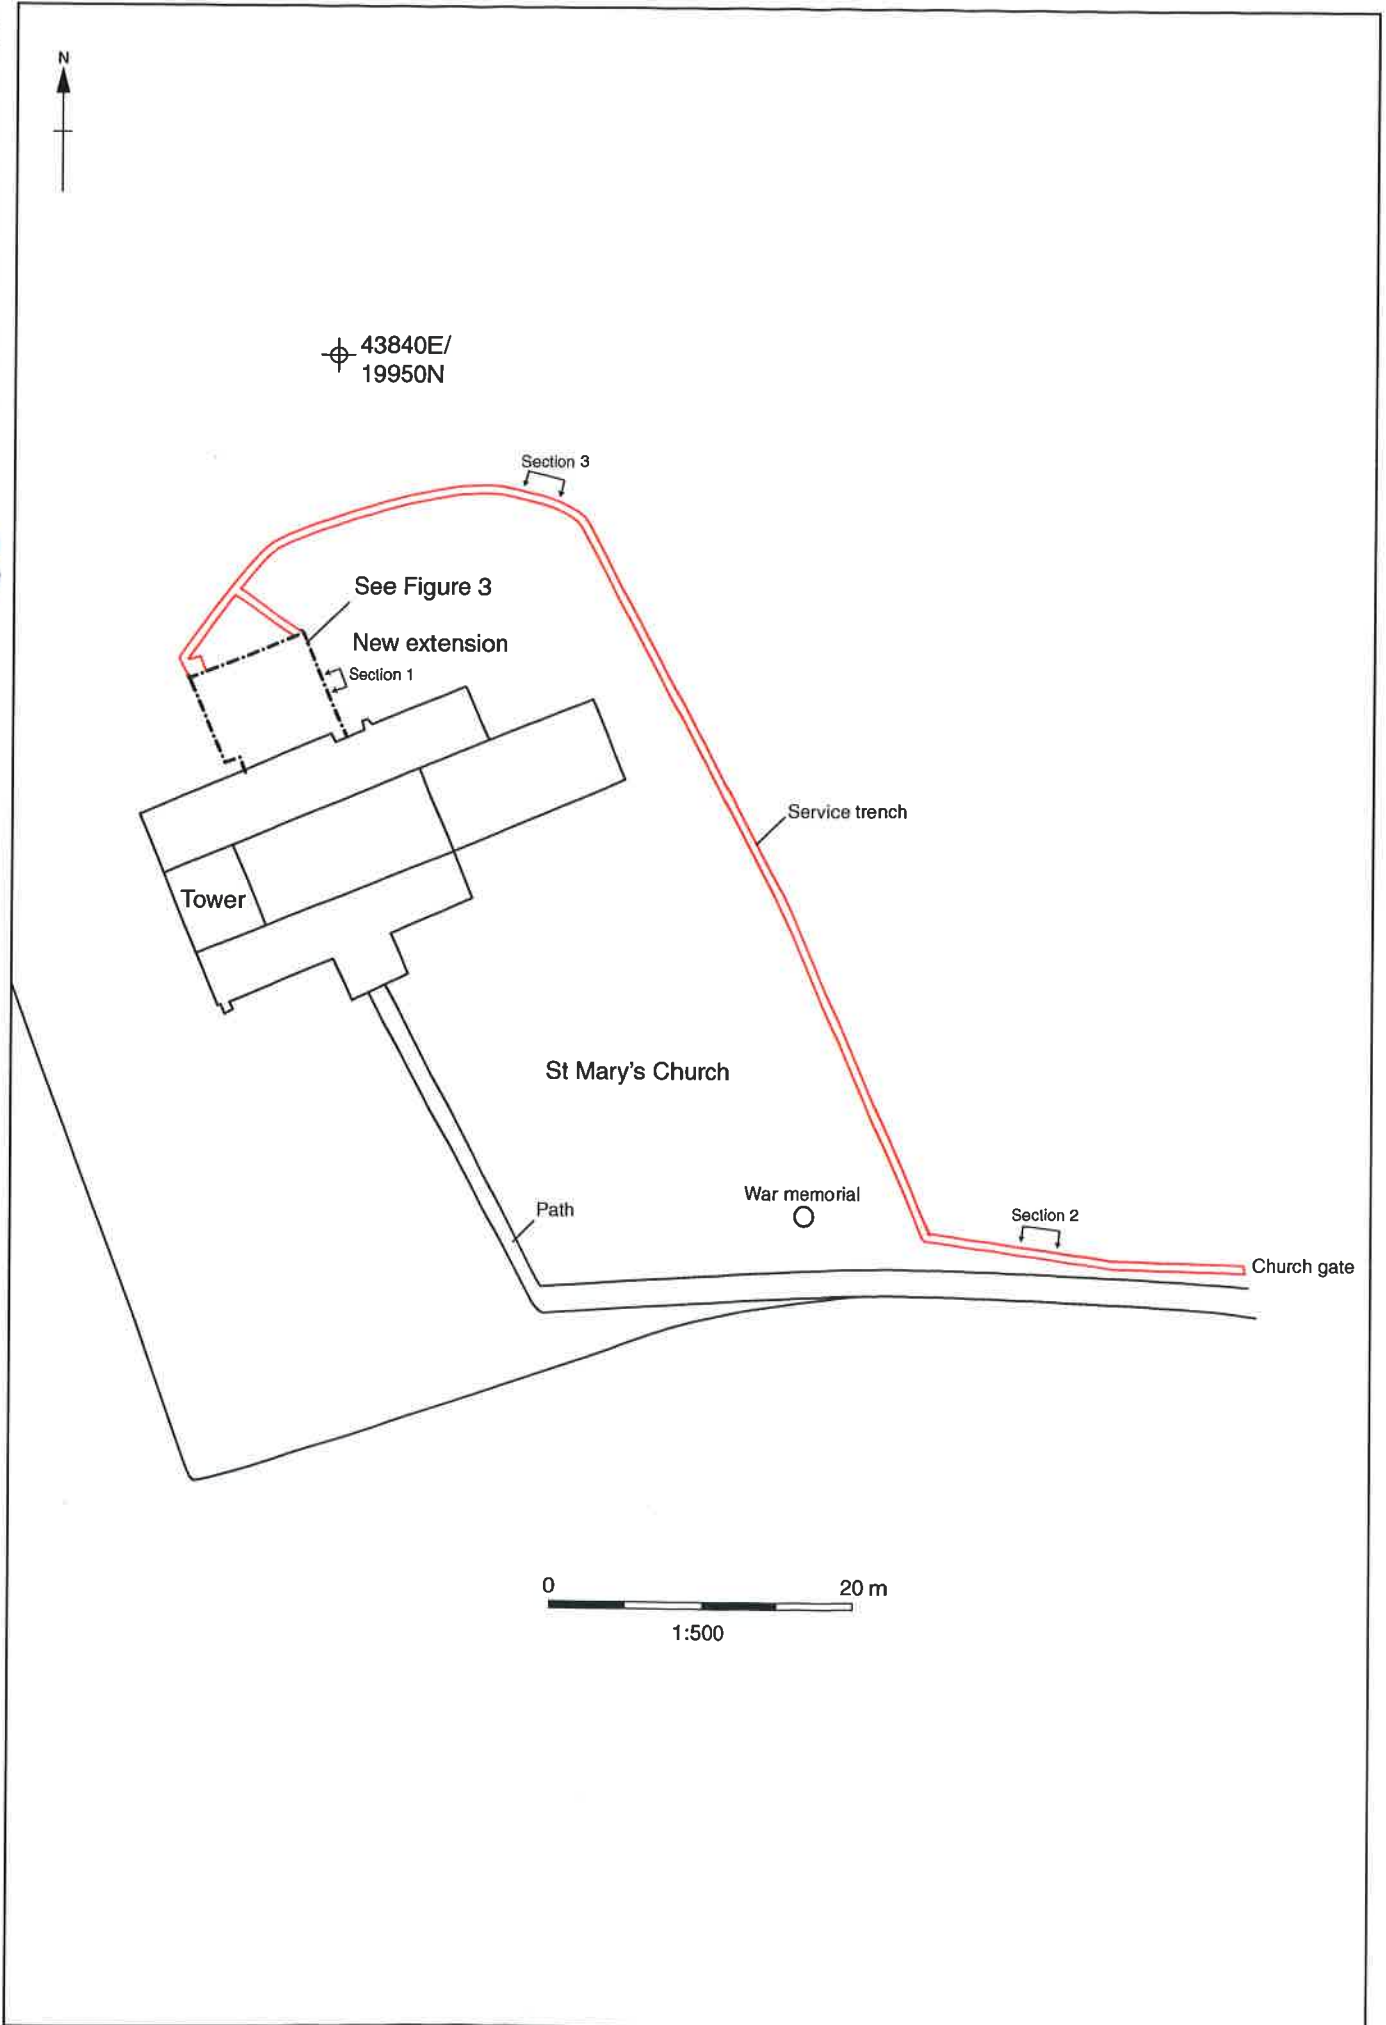 N
43840E/
19950N
Section 3
See Figure 3
New extension
Section 1
Service trench
Tower
St Mary's Church
War memorial
Path
Section 2
Church gate
0 20 m
1:500